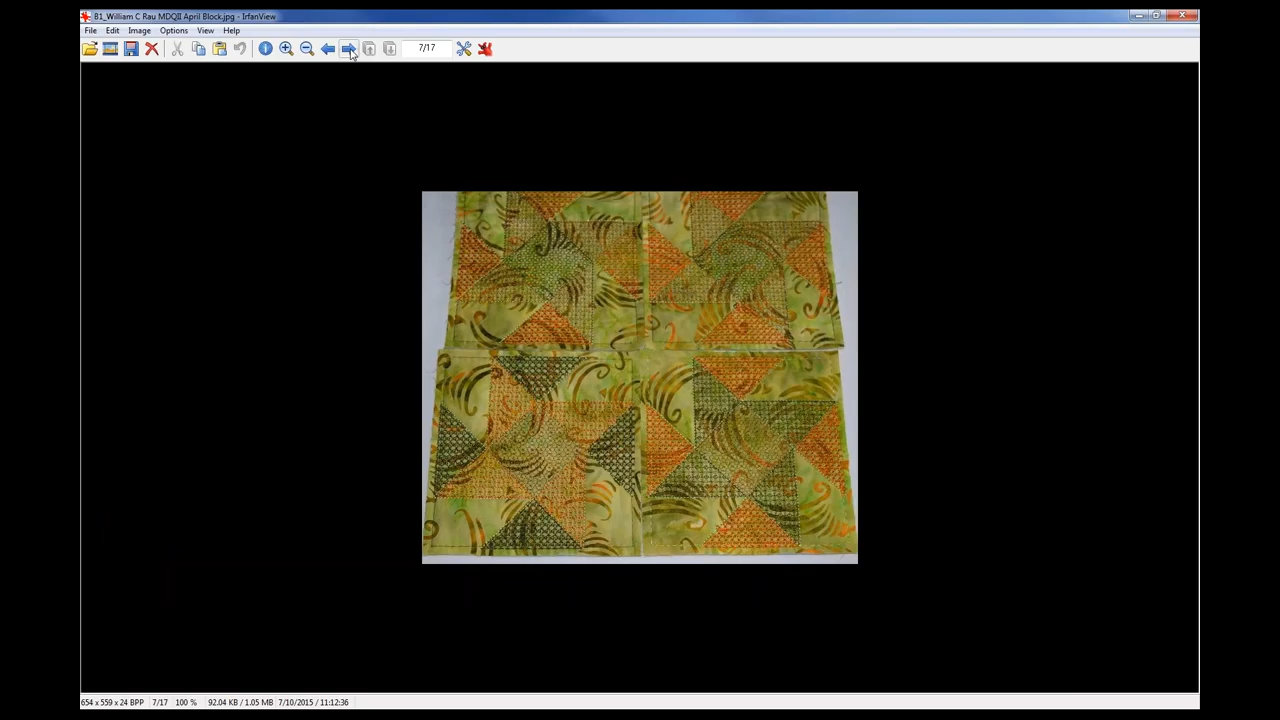 B1_William C Rau MDQII April Block.jpg - IrfanView
File Edit Image Options View Help
7/17
654 x 559 x 24 BPP 7/17 100 % 92.04 KB / 1.05 MB 7/10/2015 / 11:12:36